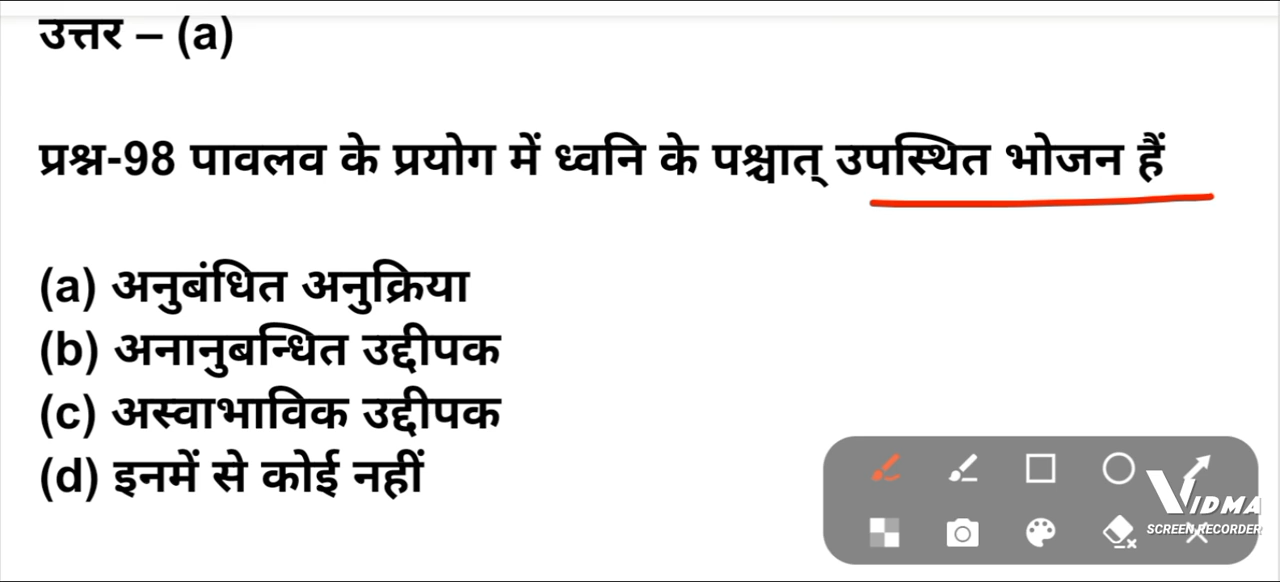 उत्तर – (a)
प्रश्न-98 पावलव के प्रयोग में ध्वनि के पश्चात् उपस्थित भोजन हैं
(a) अनुबंधित अनुक्रिया
(b) अनानुबन्धित उद्दीपक
(c) अस्वाभाविक उद्दीपक
(d) इनमें से कोई नहीं
VIDMA
SCREEN RECORDER